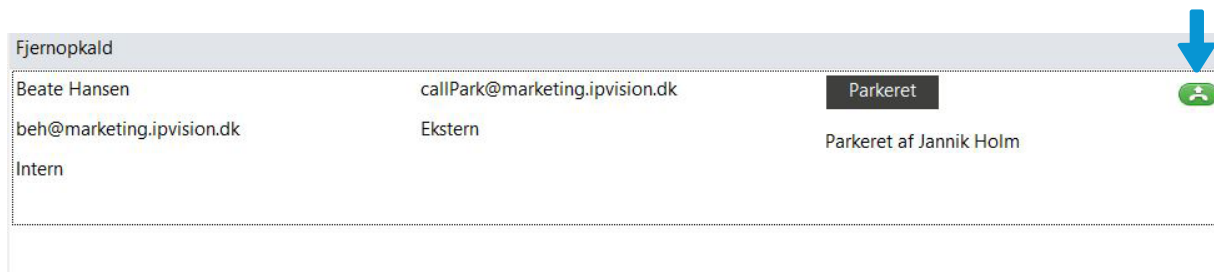 Fjernopkald
Beate Hansen callPark@marketing.ipvision.dk Parkeret
beh@marketing.ipvision.dk Ekstern Parkeret af Jannik Holm
Intern